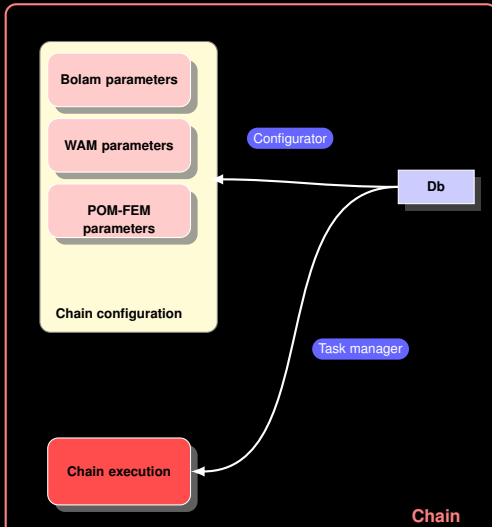 Bolam parameters
WAM parameters
POM-FEM
parameters
Chain configuration
Configurator
Db
Task manager
Chain execution
Chain